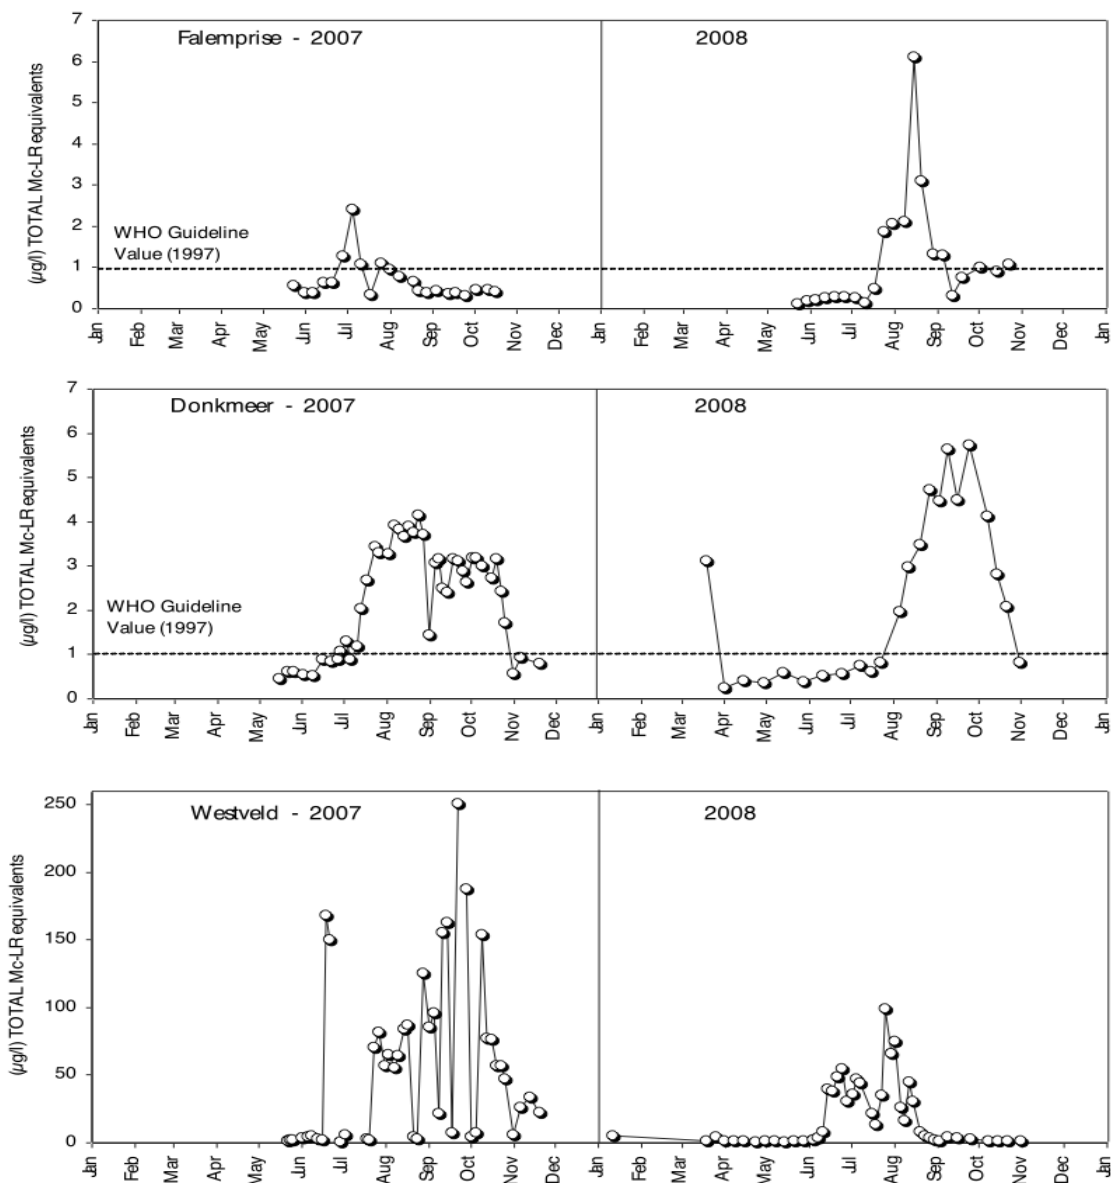 Falemprise - 2007 2008
(µg/l) TOTAL Mc-LR equivalents
7
6
5
4
3
2
1
0
WHO Guideline
Value (1997)
Jan Feb Mar Apr May Jun Jul Aug Sep Oct Nov Dec Jan Feb Mar Apr May Jun Jul Aug Sep Oct Nov Dec Jan
Donkmeer - 2007 2008
(µg/l) TOTAL Mc-LR equivalents
7
6
5
4
3
2
1
0
WHO Guideline
Value (1997)
Jan Feb Mar Apr May Jun Jul Aug Sep Oct Nov Dec Jan Feb Mar Apr May Jun Jul Aug Sep Oct Nov Dec Jan
Westveld - 2007 2008
(µg/l) TOTAL Mc-LR equivalents
250
200
150
100
50
0
Jan Feb Mar Apr May Jun Jul Aug Sep Oct Nov Dec Jan Feb Mar Apr May Jun Jul Aug Sep Oct Nov Dec Jan